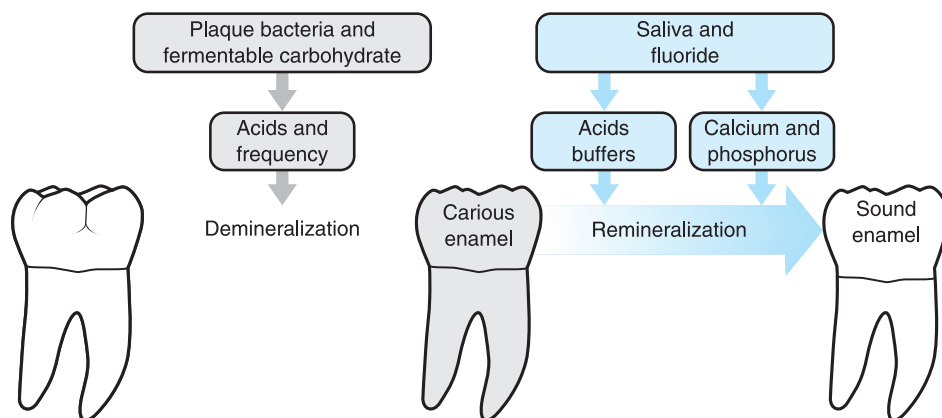 Plaque bacteria and
fermentable carbohydrate
Acids and
frequency
Demineralization
Saliva and
fluoride
Acids
buffers
Calcium and
phosphorus
Carious
enamel
Remineralization
Sound
enamel